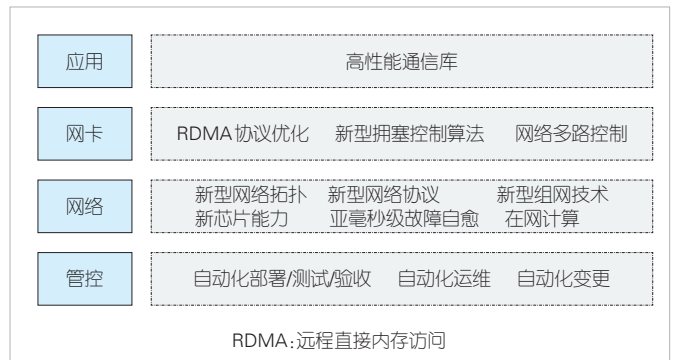 应用 高性能通信库
网卡 RDMA协议优化 新型拥塞控制算法 网络多路控制
网络 新型网络拓扑 新型网络协议 新型组网技术
新芯片能力 亚毫秒级故障自愈 在网计算
管控 自动化部署/测试/验收 自动化运维 自动化变更
RDMA:远程直接内存访问